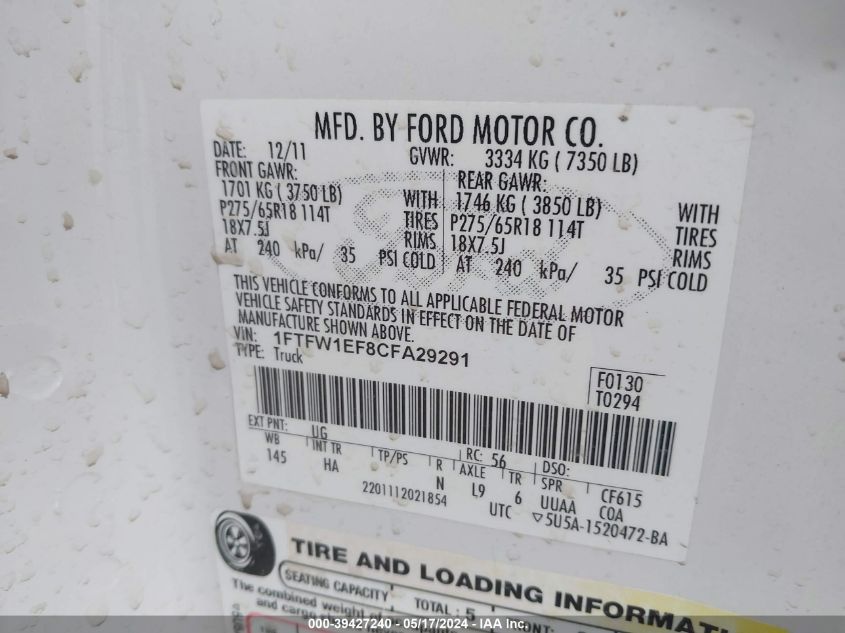 MFD. BY FORD MOTOR CO.
DATE: 12/11 GVWR: 3334 KG ( 7350 LB)
FRONT GAWR: REAR GAWR:
1701 KG ( 3750 LB) WITH 1746 KG ( 3850 LB) WITH
P275/65R18 114T TIRES P275/65R18 114T TIRES
18X7.5J RIMS 18X7.5J RIMS
AT 240 kPa/ 35 PSI COLD AT 240 kPa/ 35 PSI COLD
THIS VEHICLE CONFORMS TO ALL APPLICABLE FEDERAL MOTOR
VEHICLE SAFETY STANDARDS IN EFFECT ON THE DATE OF
MANUFACTURE SHOWN ABOVE.
VIN: 1FTFW1EF8CFA29291
TYPE: Truck
F0130
T0294
EXT PNT: UG RC: 56 DSO:
WB INT TR TP/PS R AXLE TR SPR CF615
145 HA N L9 6 UUAA COA
2201112021854 UTC ▽5U5A-1520472-BA
TIRE AND LOADING INFORMATI
SEATING CAPACITY TOTAL : 5
The combined weight of
and cargo
000-39427240 - 05/17/2024 - IAA Inc.